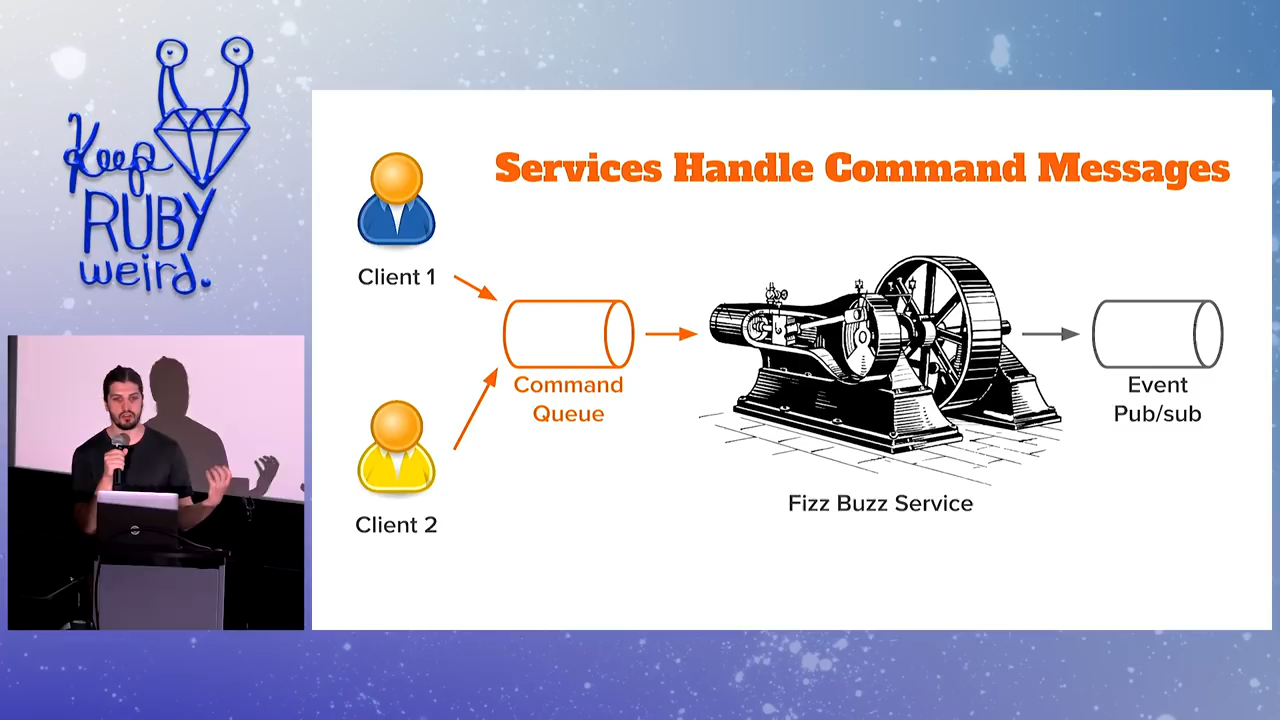 Keep
RUBY
weird.
Services Handle Command Messages
Client 1
Command
Queue
Event
Pub/sub
Fizz Buzz Service
Client 2